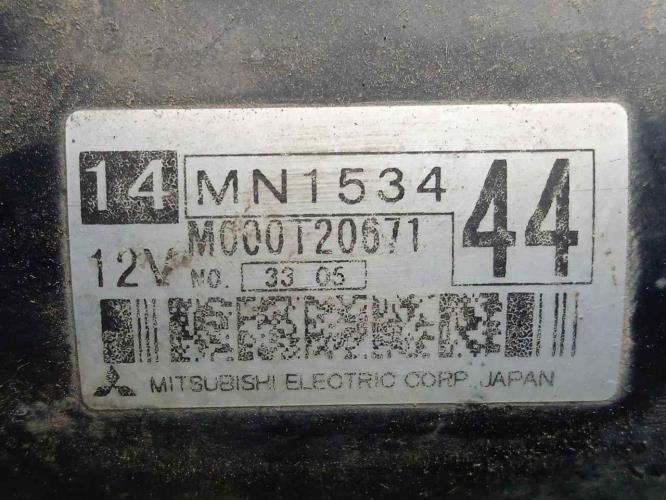 14 MN1534 44
M000T20671
12V NO. 33 05
MITSUBISHI ELECTRIC CORP. JAPAN